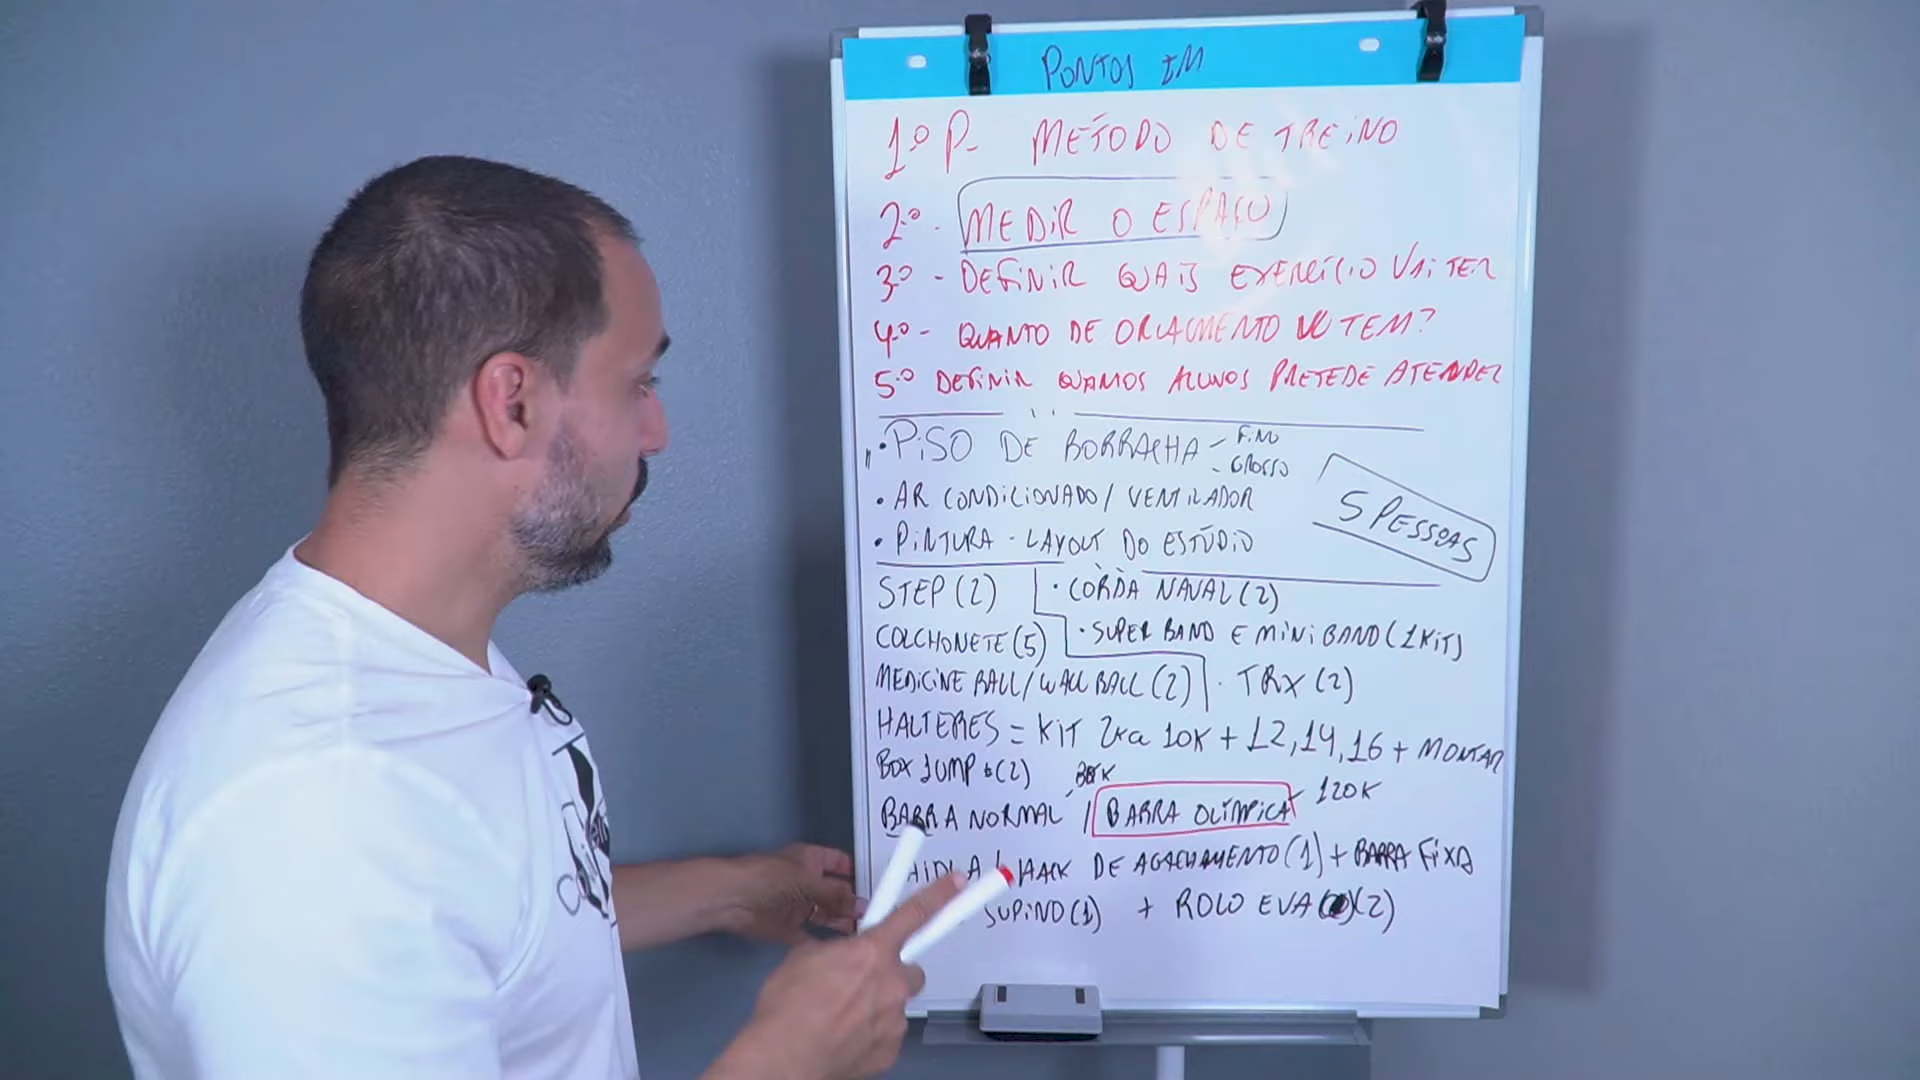 PONTOS IM
1º P- MÉTODO DE TREINO
2º - MEDIR O ESPAÇO
3º - DEFINIR QUAIS EXERCÍCIO VAI TER
4º - QUANTO DE ORÇAMENTO VC TEM?
5º DEFINIR QUANTOS ALUNOS PRETEDE ATENDER
• PISO DE BORRACHA - FINO
- GROSSO
• AR CONDICIONADO / VENTILADOR
5 PESSOAS
• PINTURA - LAYOUT DO ESTÚDIO
STEP (2) • CORDA NAVAL (2)
COLCHONETE (5) • SUPER BAND E MINI BAND (1 KIT)
MEDICINE BALL / WALL BALL (2) • TRX (2)
HALTERES = KIT 2K a 10K + 12, 14, 16 + MONTAR
BOX JUMP (2)
BARRA NORMAL / BARRA OLÍMPICA - 120K
HACK DE AGACHAMENTO (1) + BARRA FIXA
SUPINO (1) + ROLO EVA (2)